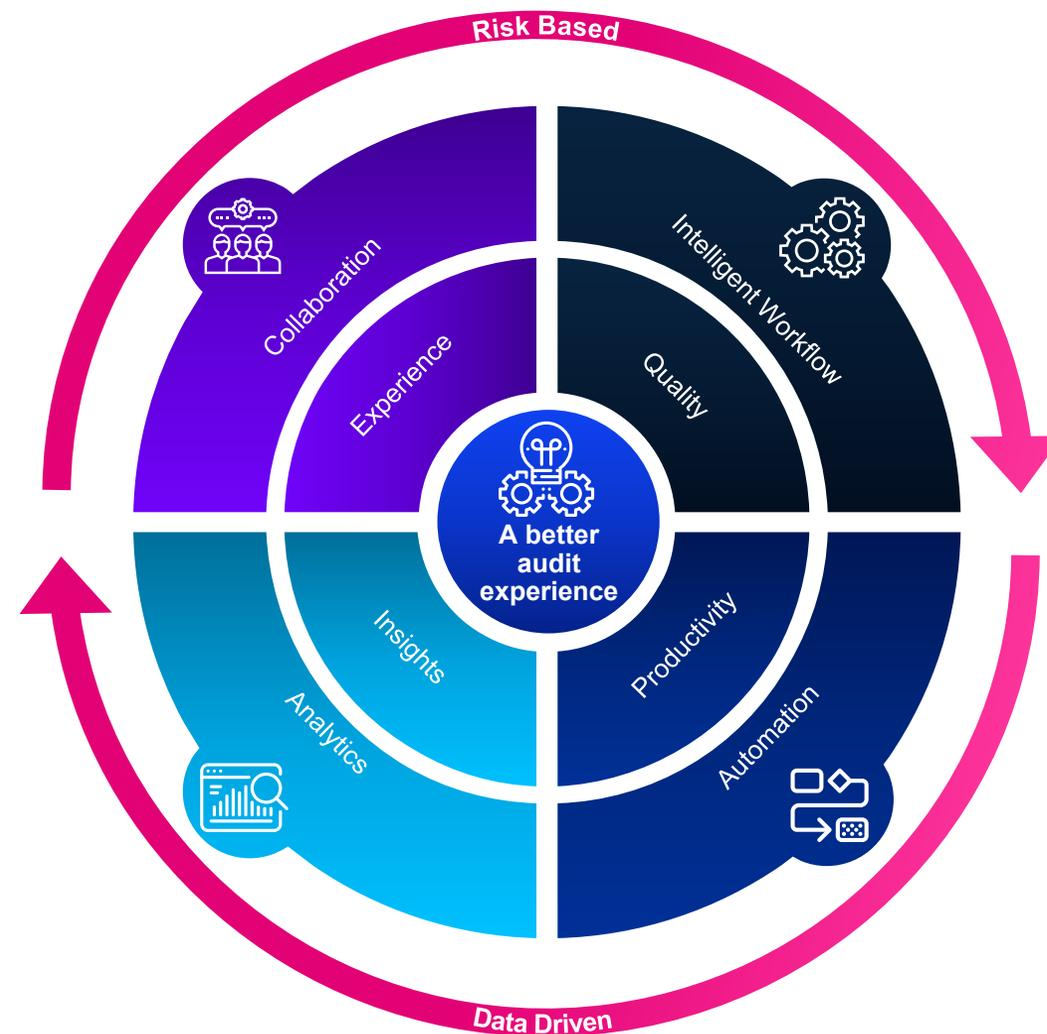 Risk Based
Collaboration
Intelligent Workflow
Experience
Quality
A better
audit
experience
Insights
Productivity
Analytics
Automation
Data Driven